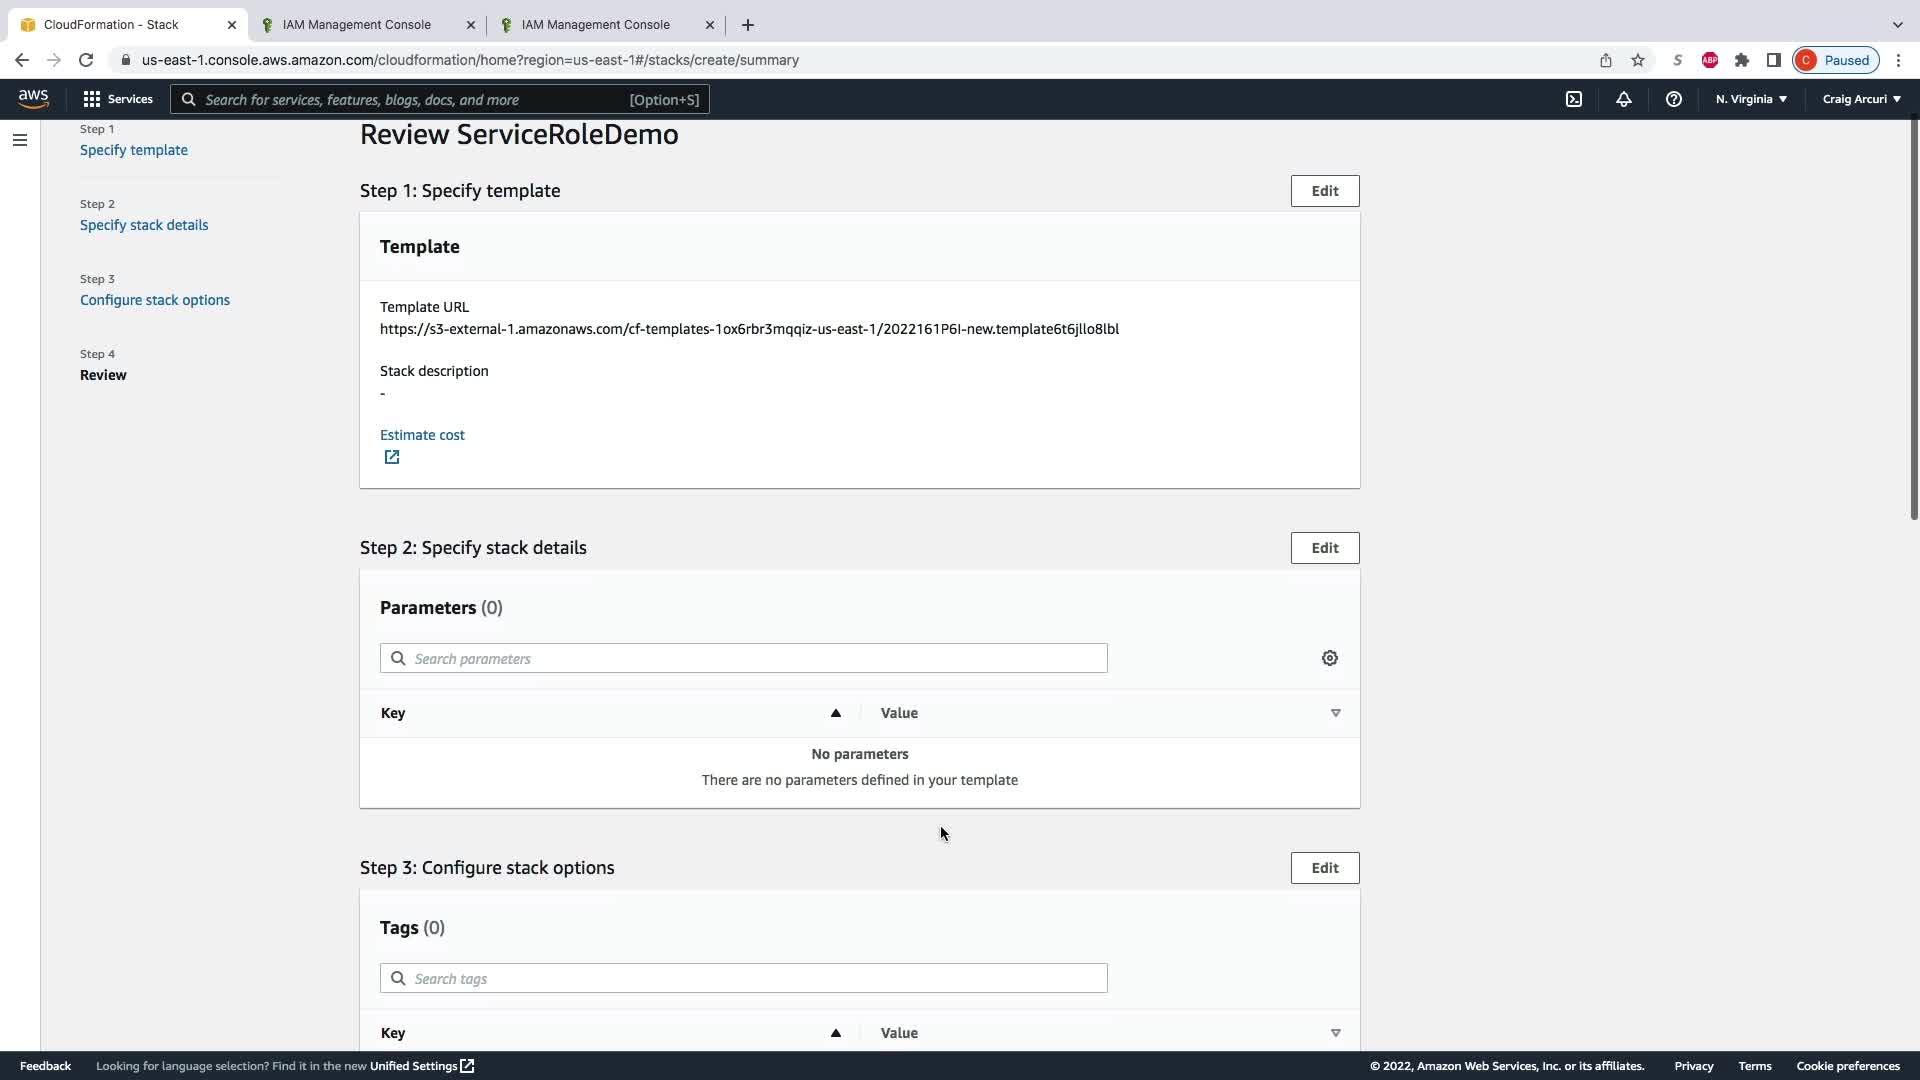 CloudFormation - Stack
IAM Management Console
IAM Management Console
us-east-1.console.aws.amazon.com/cloudformation/home?region=us-east-1#/stacks/create/summary
S
ABP
C
Paused
aws
Services
Search for services, features, blogs, docs, and more
[Option+S]
N. Virginia
Craig Arcuri
Step 1
Specify template
Step 2
Specify stack details
Step 3
Configure stack options
Step 4
Review
Review ServiceRoleDemo
Step 1: Specify template
Edit
Template
Template URL
https://s3-external-1.amazonaws.com/cf-templates-1ox6rbr3mqqiz-us-east-1/2022161P6I-new.template6t6jllo8lbl
Stack description
-
Estimate cost
Step 2: Specify stack details
Edit
Parameters (0)
Search parameters
Key
Value
No parameters
There are no parameters defined in your template
Step 3: Configure stack options
Edit
Tags (0)
Search tags
Key
Value
Feedback
Looking for language selection? Find it in the new Unified Settings
© 2022, Amazon Web Services, Inc. or its affiliates.
Privacy
Terms
Cookie preferences